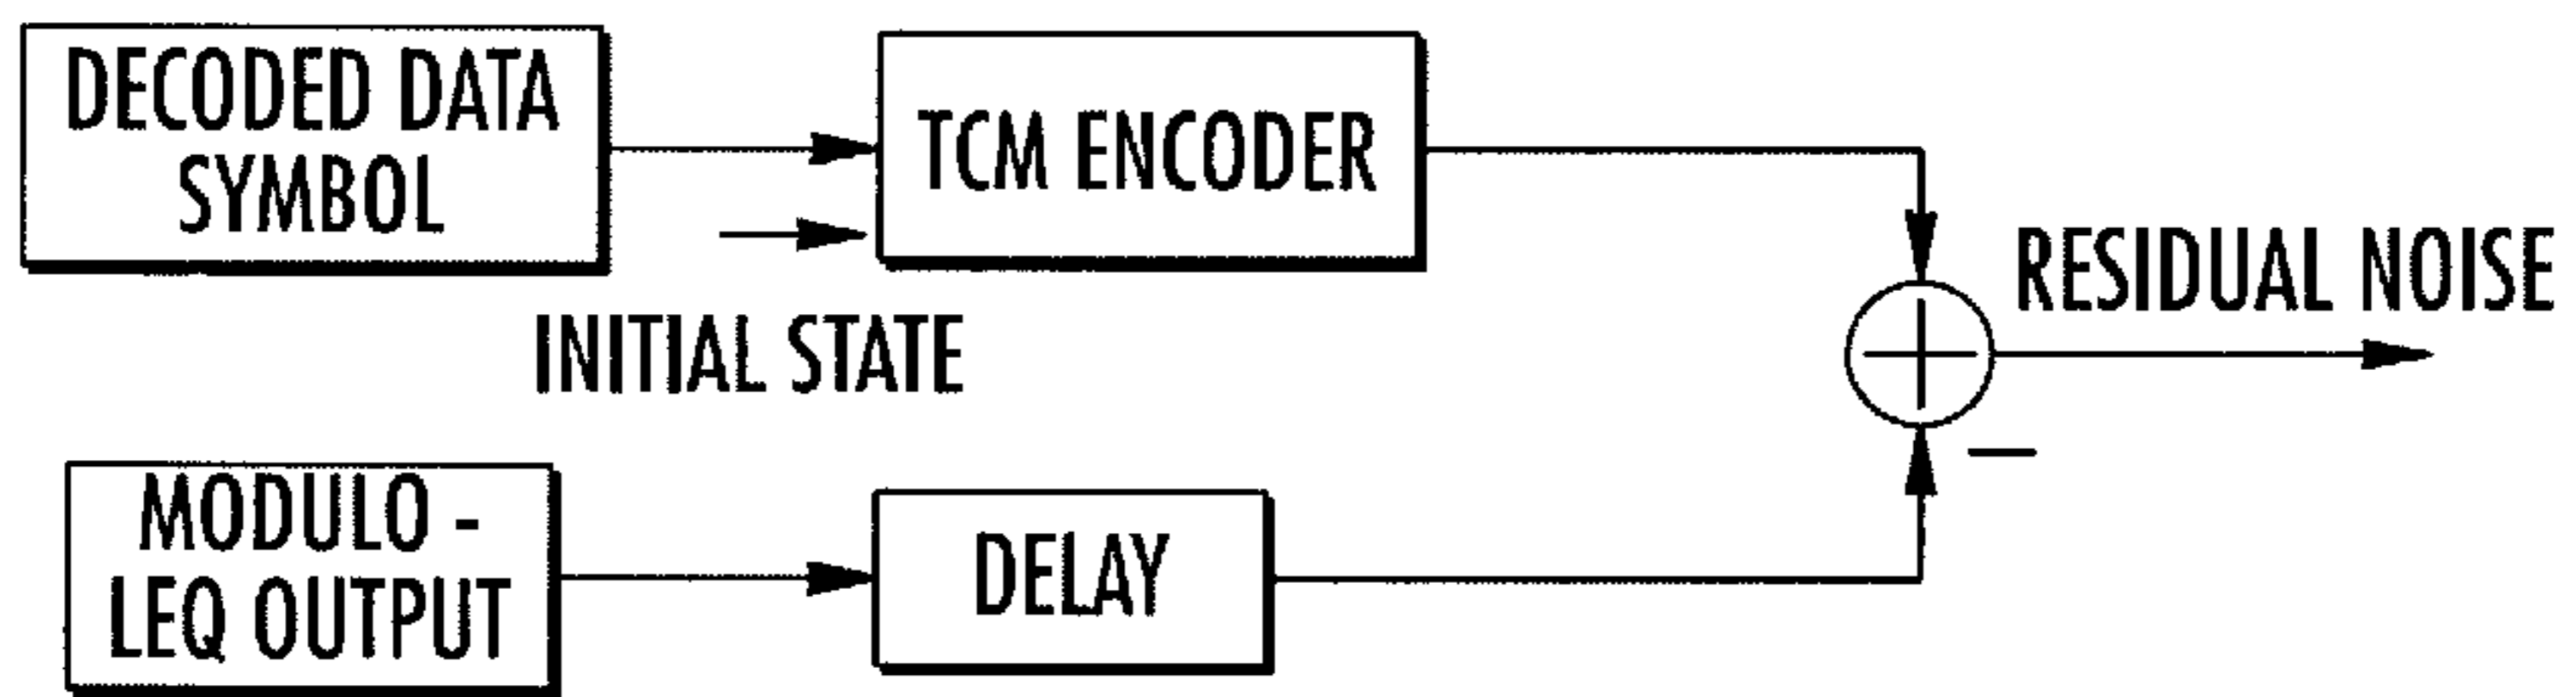 DECODED DATA
SYMBOL
TCM ENCODER
INITIAL STATE
RESIDUAL NOISE
MODULO -
LEQ OUTPUT
DELAY